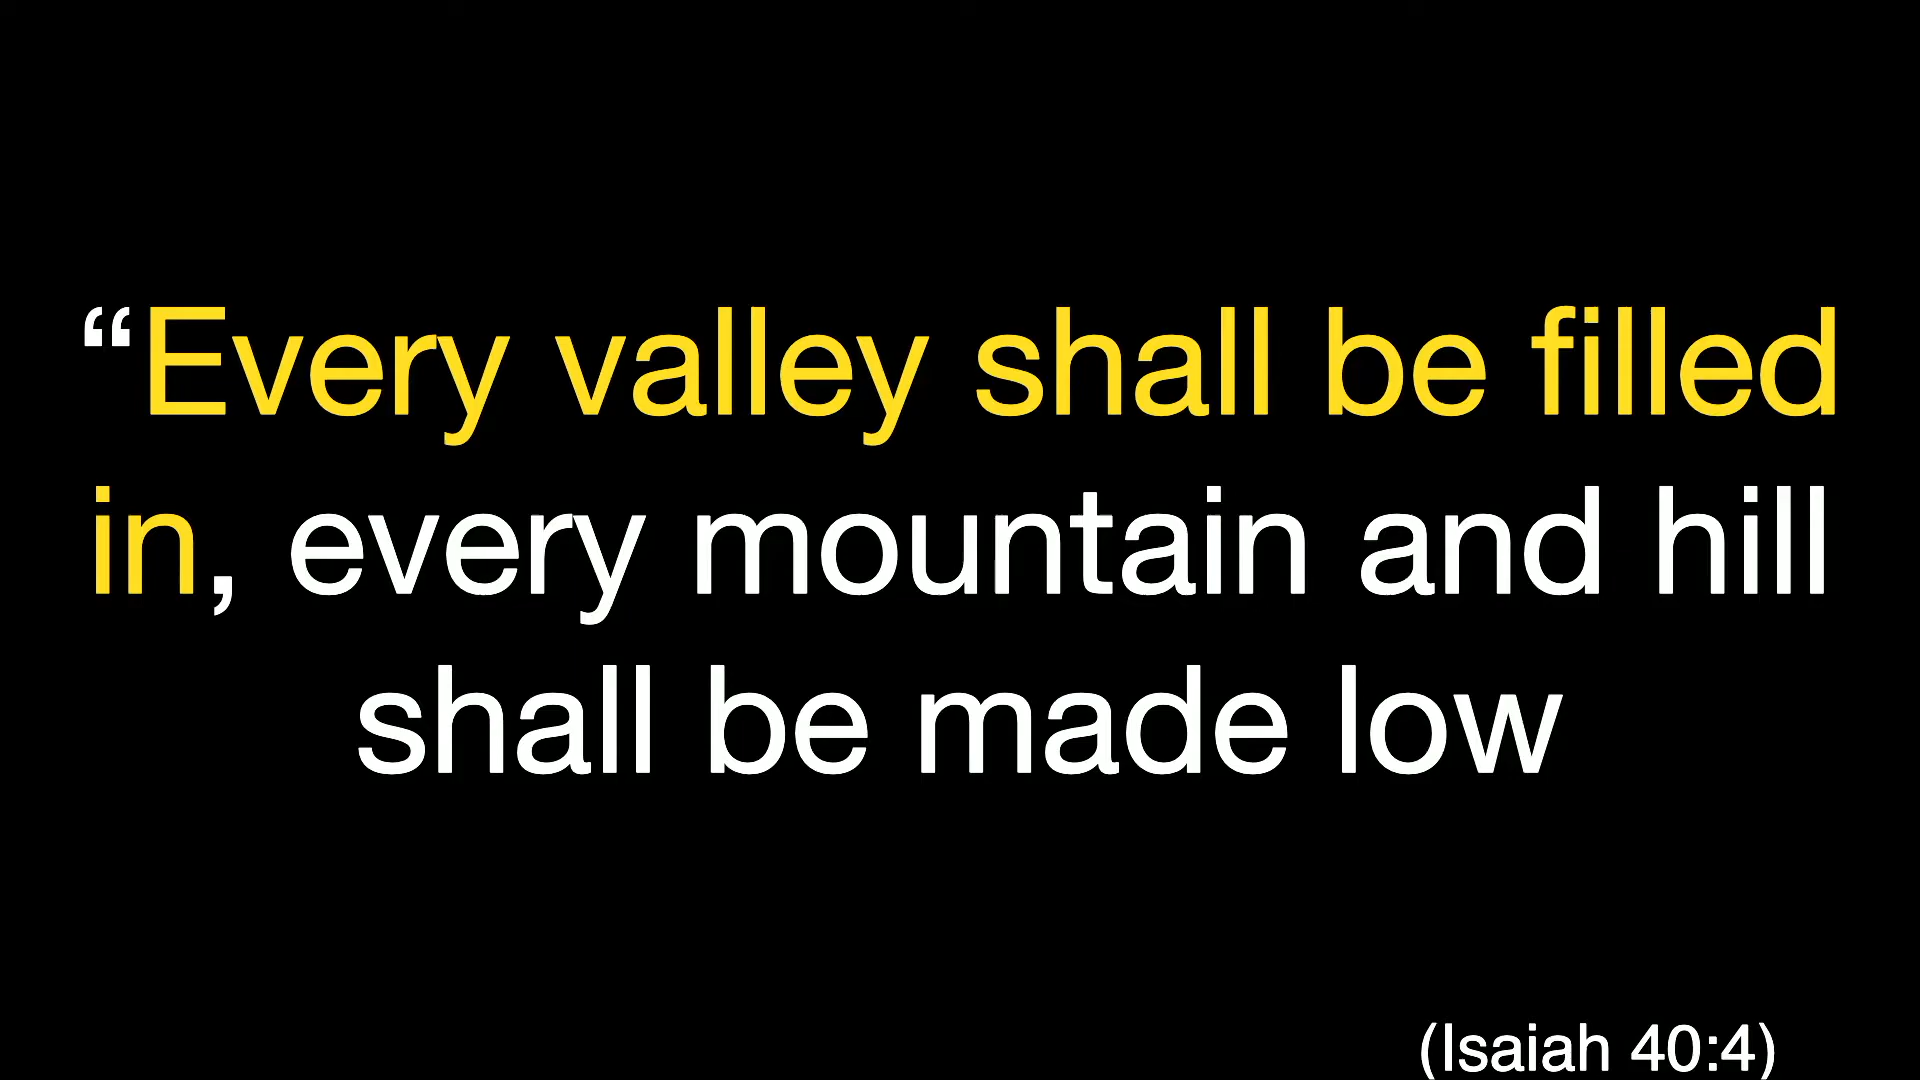 “Every valley shall be filled
in, every mountain and hill
shall be made low
(Isaiah 40:4)